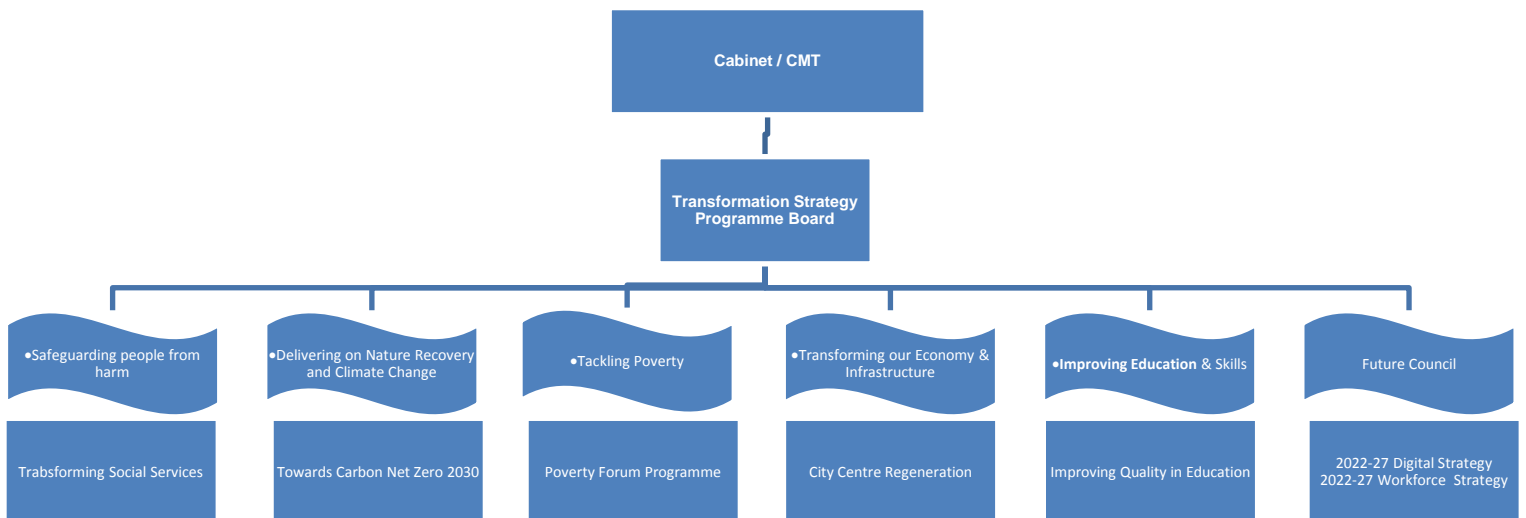 Cabinet / CMT
Transformation Strategy
Programme Board
•Safeguarding people from
harm
•Delivering on Nature Recovery
and Climate Change
•Tackling Poverty
•Transforming our Economy &
Infrastructure
•Improving Education & Skills
Future Council
Trabsforming Social Services
Towards Carbon Net Zero 2030
Poverty Forum Programme
City Centre Regeneration
Improving Quality in Education
2022-27 Digital Strategy
2022-27 Workforce  Strategy